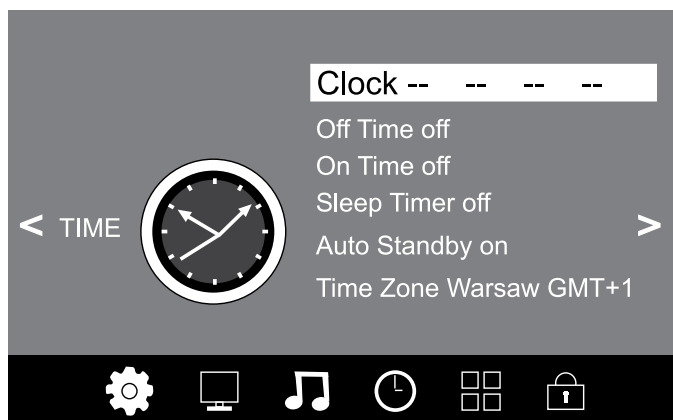 Clock -- -- -- --
Off Time off
On Time off
Sleep Timer off
< TIME >
Auto Standby on
Time Zone Warsaw GMT+1